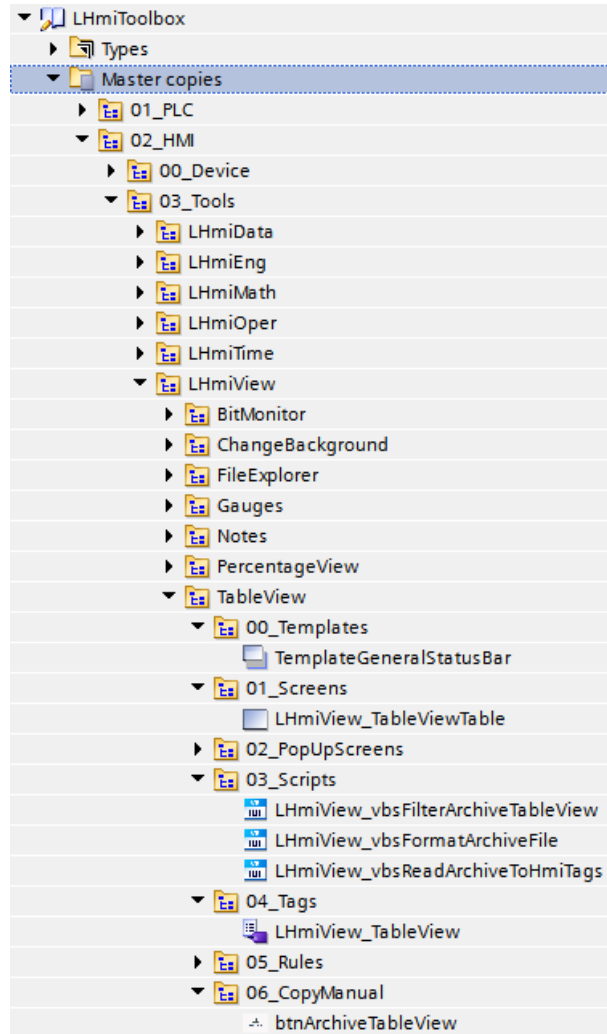 LHmiToolbox
Types
Master copies
01_PLC
02_HMI
00_Device
03_Tools
LHmiData
LHmiEng
LHmiMath
LHmiOper
LHmiTime
LHmiView
BitMonitor
ChangeBackground
FileExplorer
Gauges
Notes
PercentageView
TableView
00_Templates
TemplateGeneralStatusBar
01_Screens
LHmiView_TableViewTable
02_PopUpScreens
03_Scripts
LHmiView_vbsFilterArchiveTableView
LHmiView_vbsFormatArchiveFile
LHmiView_vbsReadArchiveToHmiTags
04_Tags
LHmiView_TableView
05_Rules
06_CopyManual
btnArchiveTableView